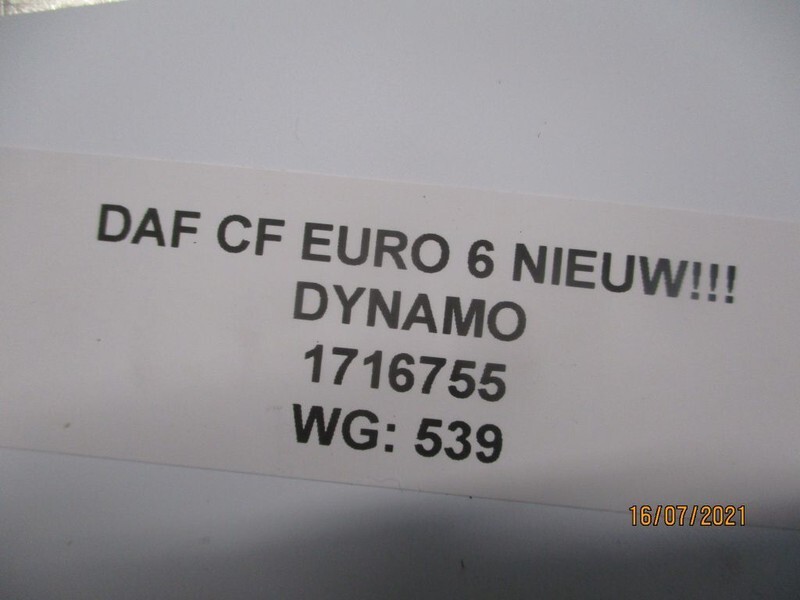 DAF CF EURO 6 NIEUW!!!
DYNAMO
1716755
WG: 539
16/07/2021